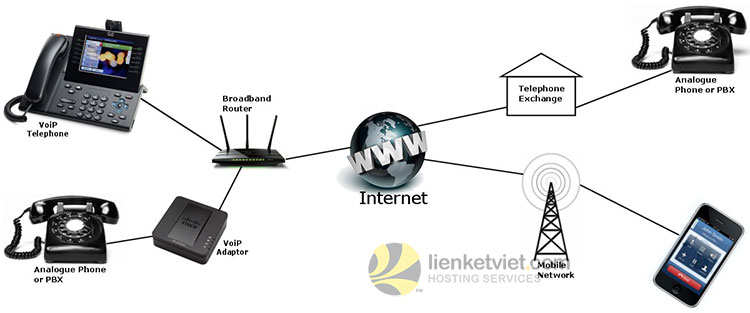 VoiP
Telephone
Broadband
Router
Analogue Phone
or PBX
VoiP
Adaptor
WWW
Internet
Telephone
Exchange
Analogue
Phone or PBX
Mobile
Network
lienketviet.com
HOSTING SERVICES